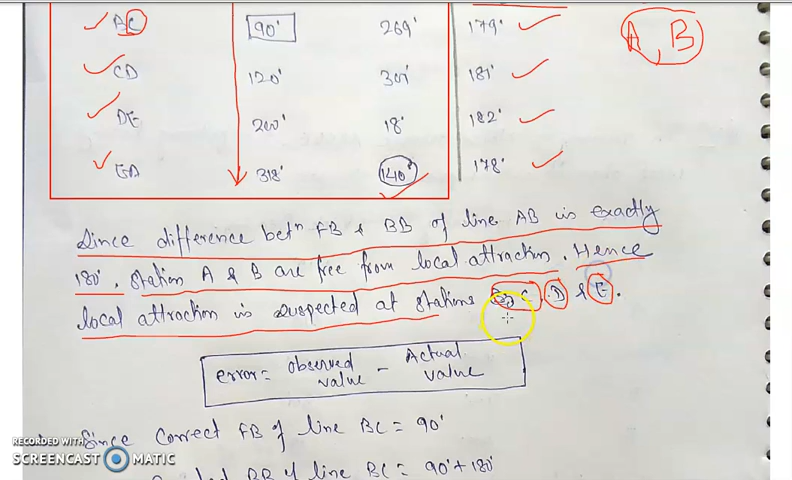 BC 90° 269° 179°
A, B
CD 120° 301° 181°
DE 200° 18° 182°
EA 318° 140° 178°
Since difference betⁿ FB & BB of line AB is exactly
180°. Station A & B are free from local attraction. Hence
local attraction is suspected at stations C, D & E.
error = Observed value - Actual value
Since correct FB of line BC = 90°
BB of line BC = 90° + 180°
RECORDED WITH
SCREENCAST MATIC